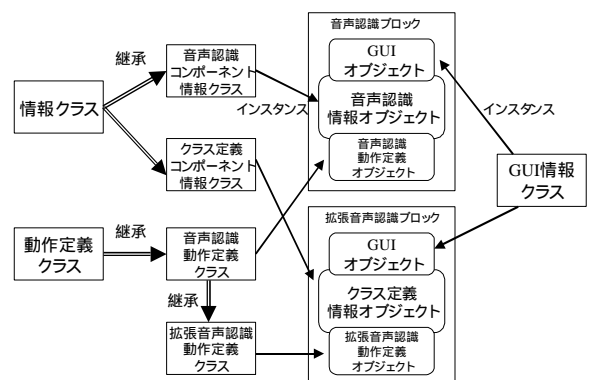 音声認識ブロック
GUI
オブジェクト
音声認識
情報オブジェクト
音声認識
動作定義
オブジェクト
継承
音声認識
コンポーネント
情報クラス
インスタンス
インスタンス
情報クラス
クラス定義
コンポーネント
情報クラス
GUI情報
クラス
拡張音声認識ブロック
GUI
オブジェクト
クラス定義
情報オブジェクト
拡張音声認識
動作定義
オブジェクト
動作定義
クラス
継承
音声認識
動作定義
クラス
継承
拡張音声認識
動作定義
クラス